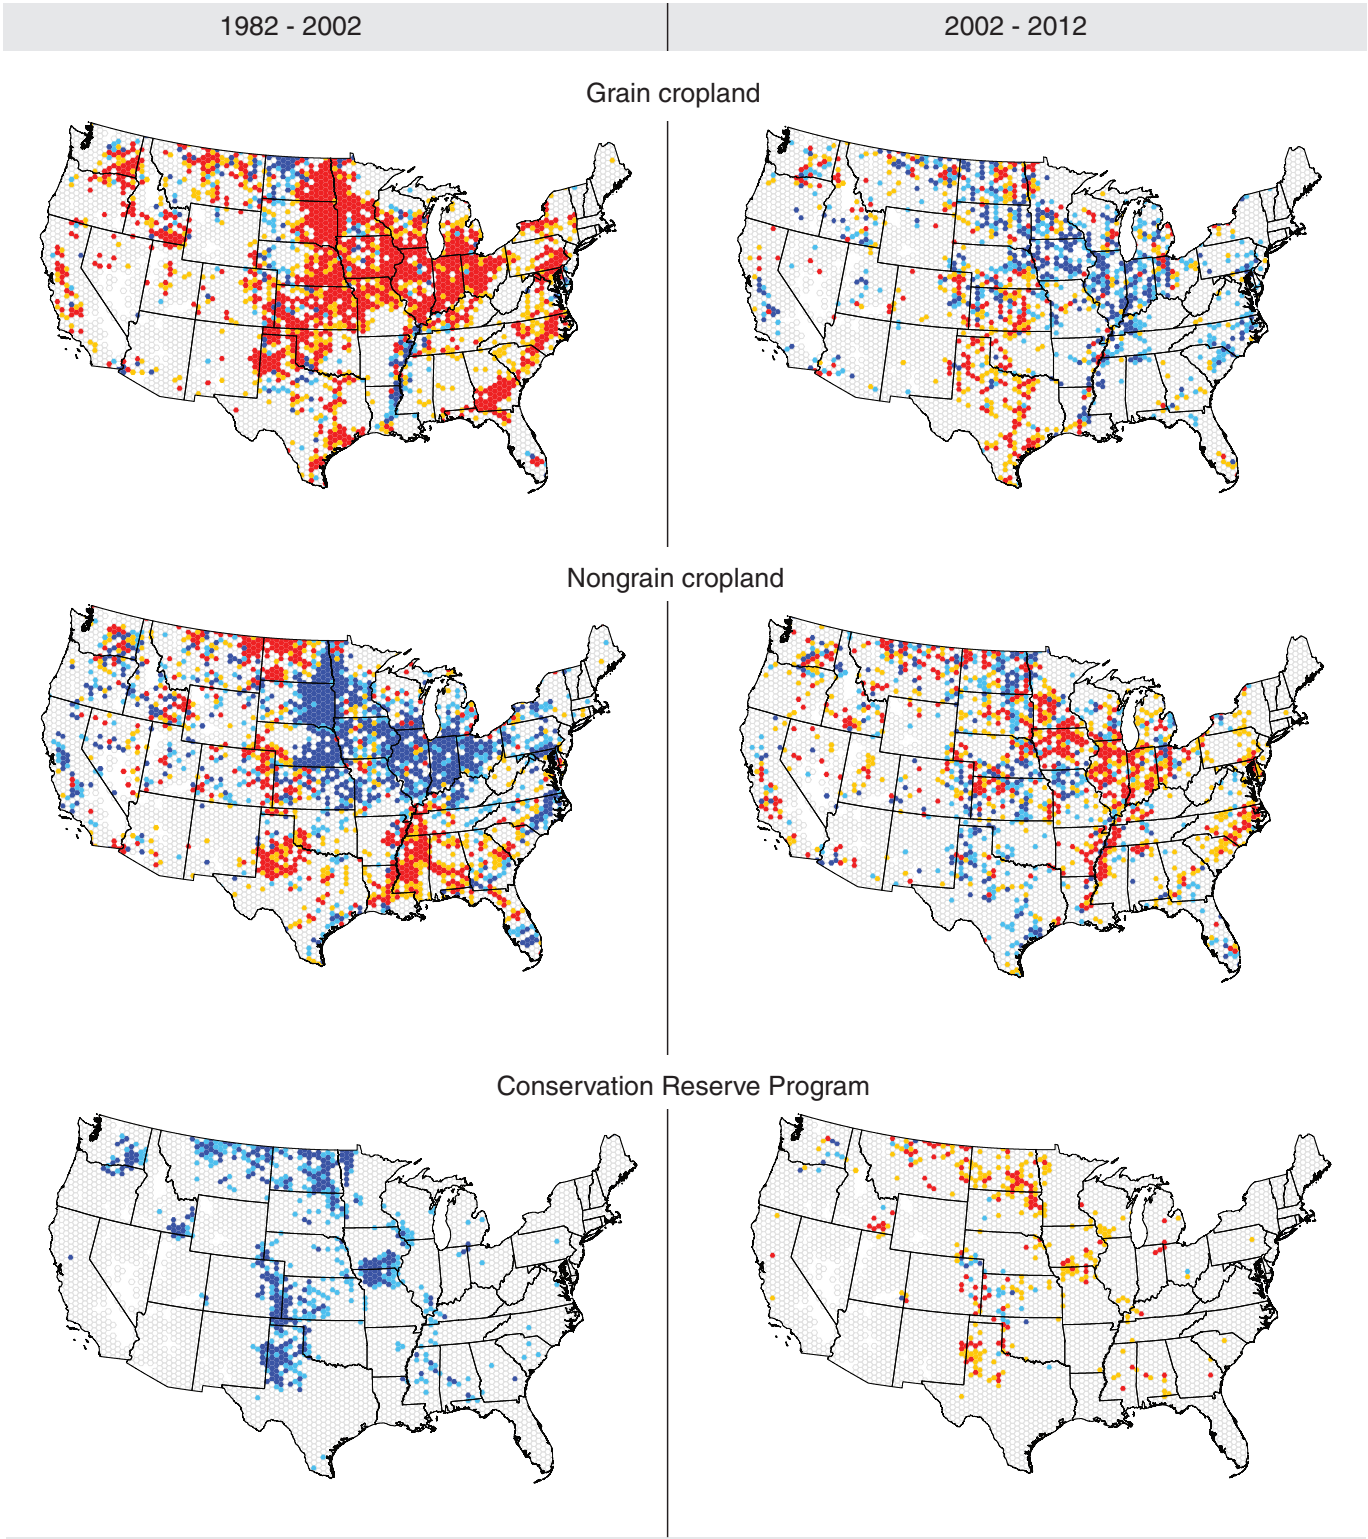 1982 - 2002
2002 - 2012
Grain cropland
Nongrain cropland
Conservation Reserve Program